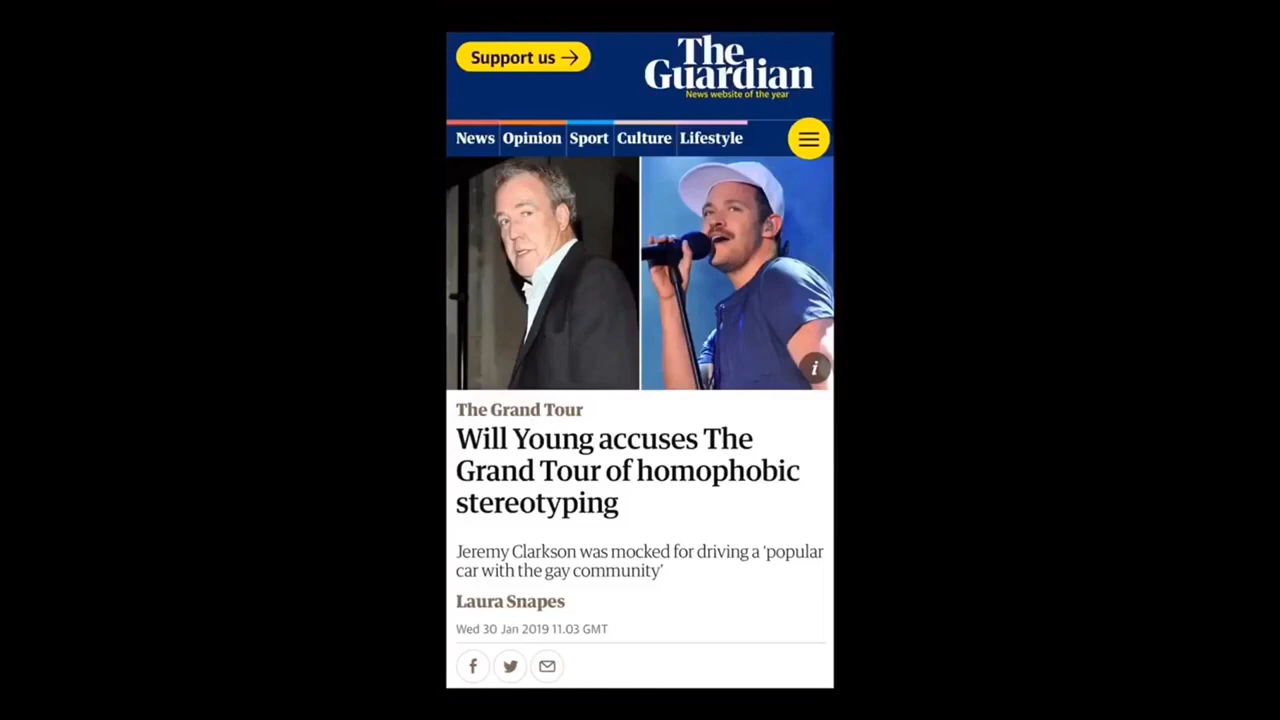 Support us →
The
Guardian
News website of the year
News Opinion Sport Culture Lifestyle
i
The Grand Tour
Will Young accuses The
Grand Tour of homophobic
stereotyping
Jeremy Clarkson was mocked for driving a ‘popular
car with the gay community’
Laura Snapes
Wed 30 Jan 2019 11.03 GMT